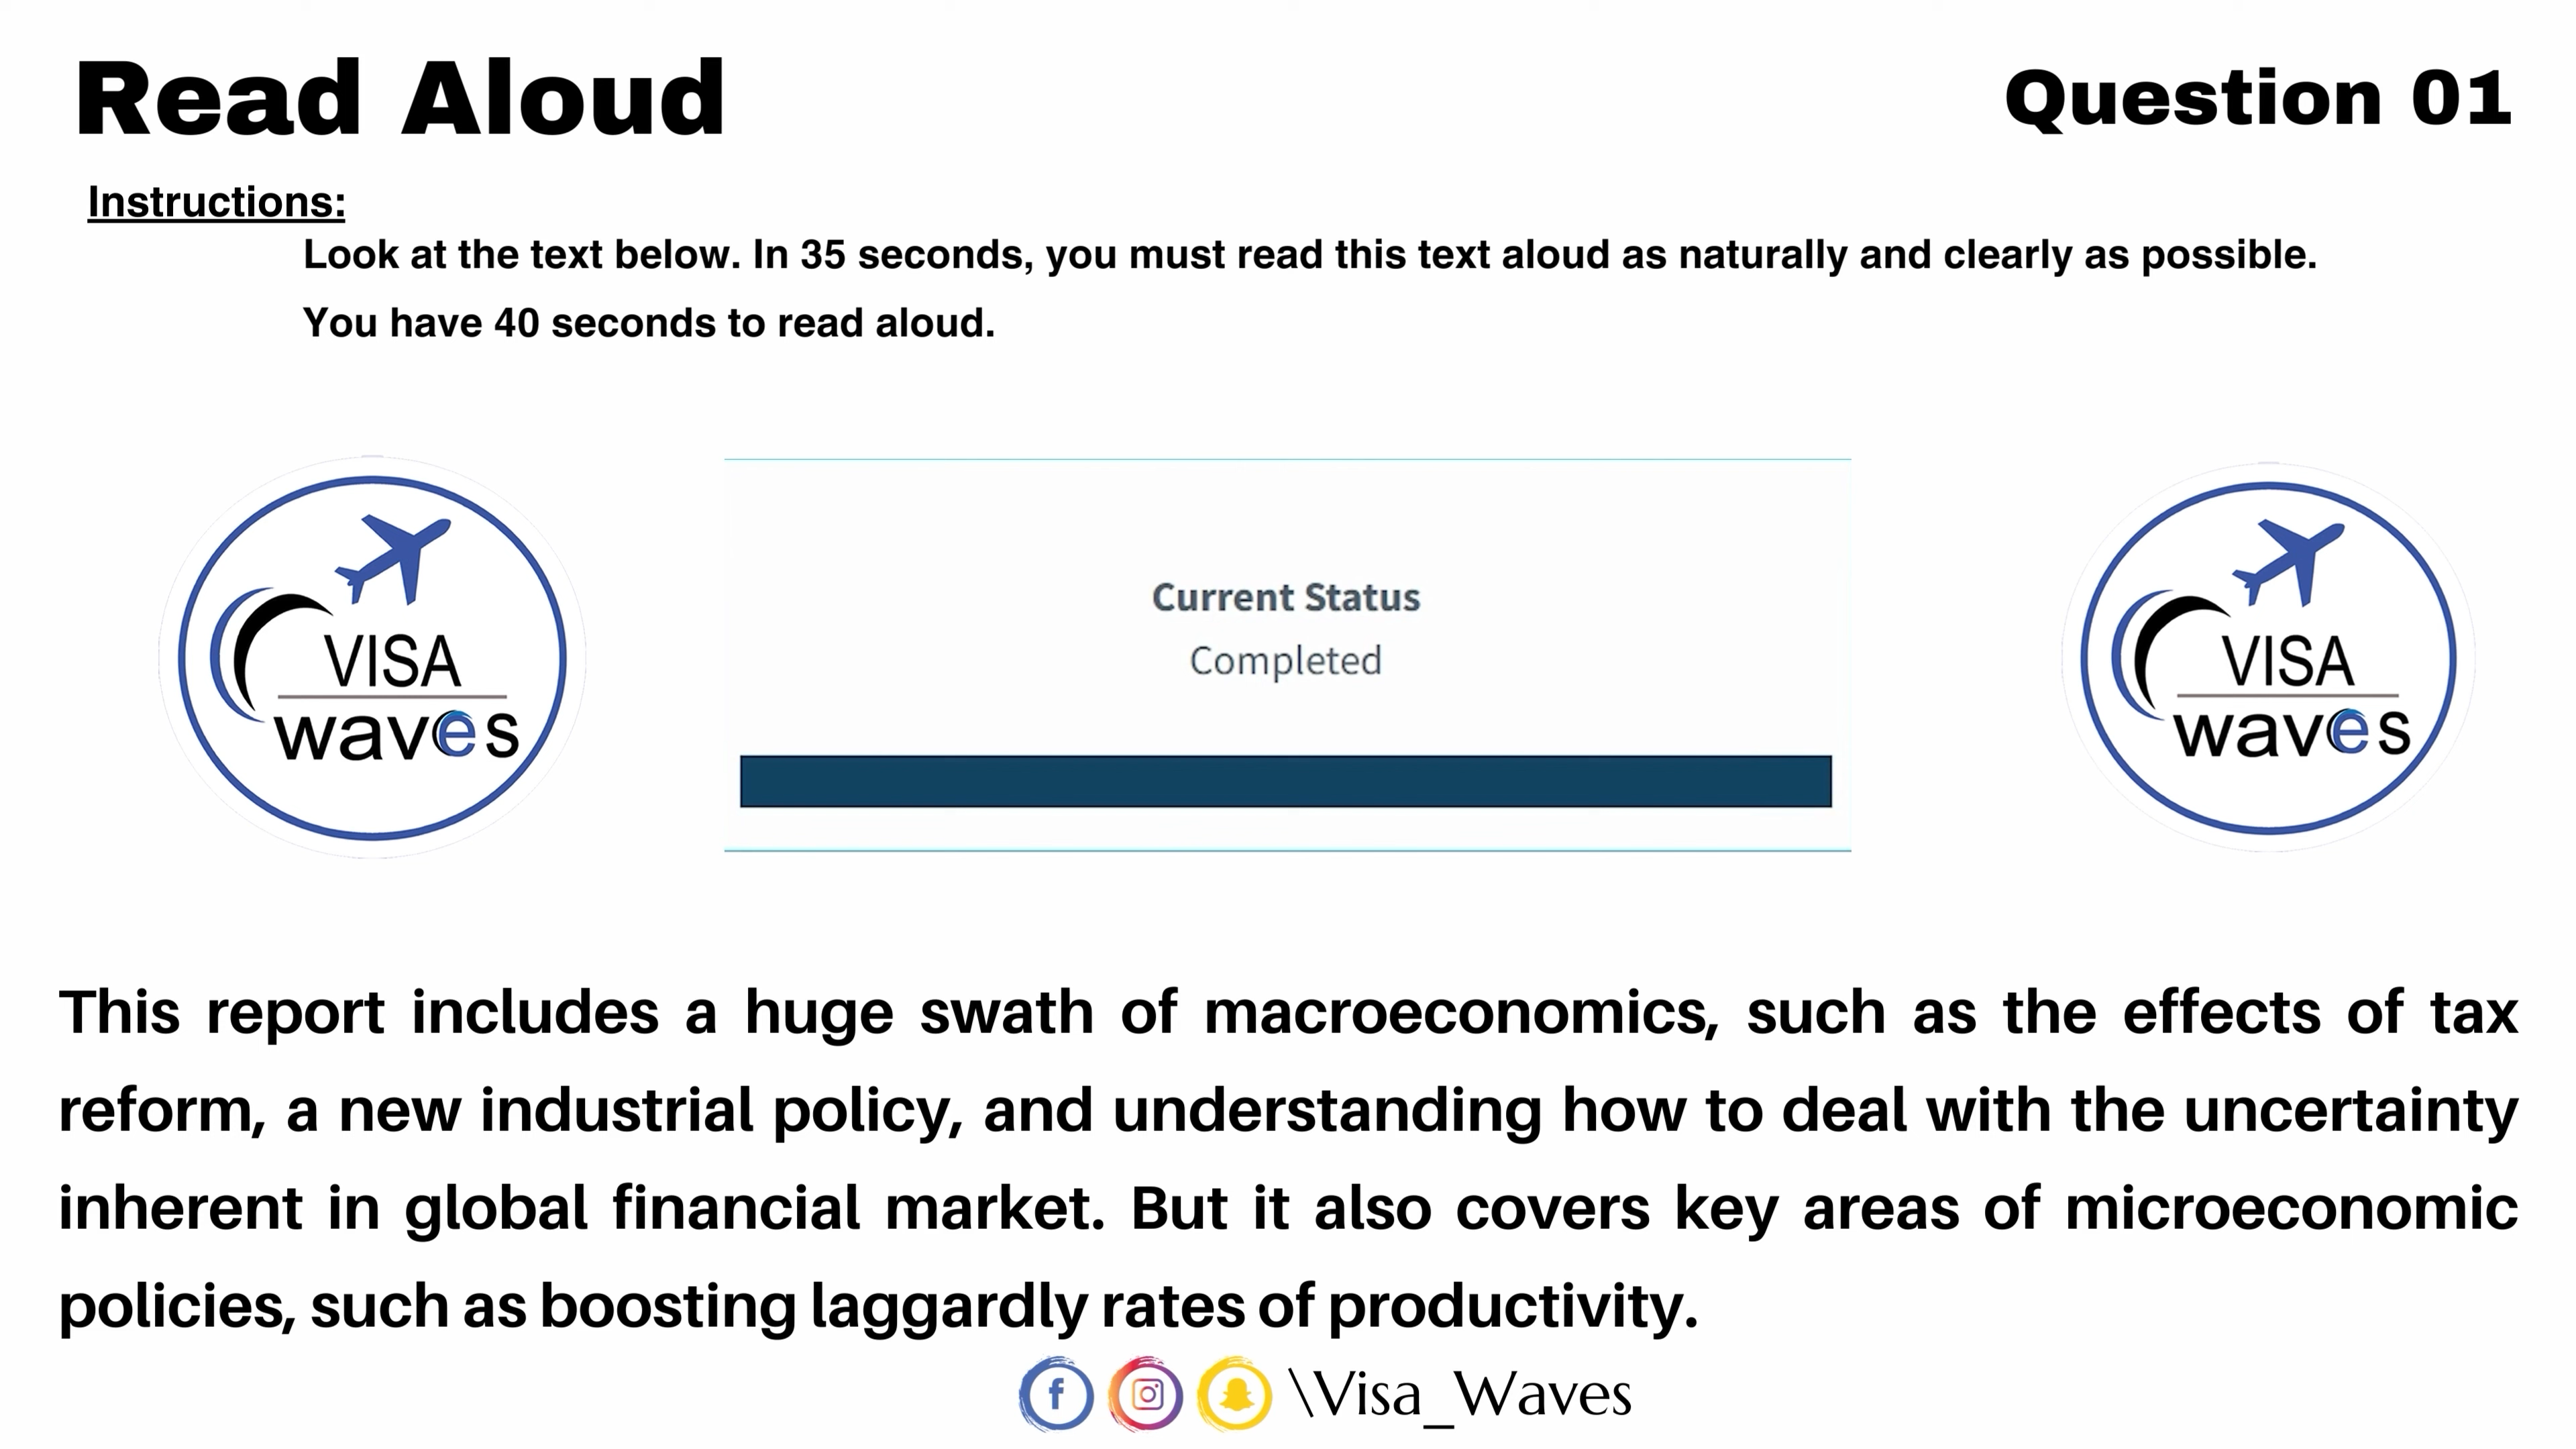 Read Aloud
Question 01
Instructions:
Look at the text below. In 35 seconds, you must read this text aloud as naturally and clearly as possible.
You have 40 seconds to read aloud.
VISA
waves
Current Status
Completed
VISA
waves
This report includes a huge swath of macroeconomics, such as the effects of tax
reform, a new industrial policy, and understanding how to deal with the uncertainty
inherent in global financial market. But it also covers key areas of microeconomic
policies, such as boosting laggardly rates of productivity.
\Visa_Waves